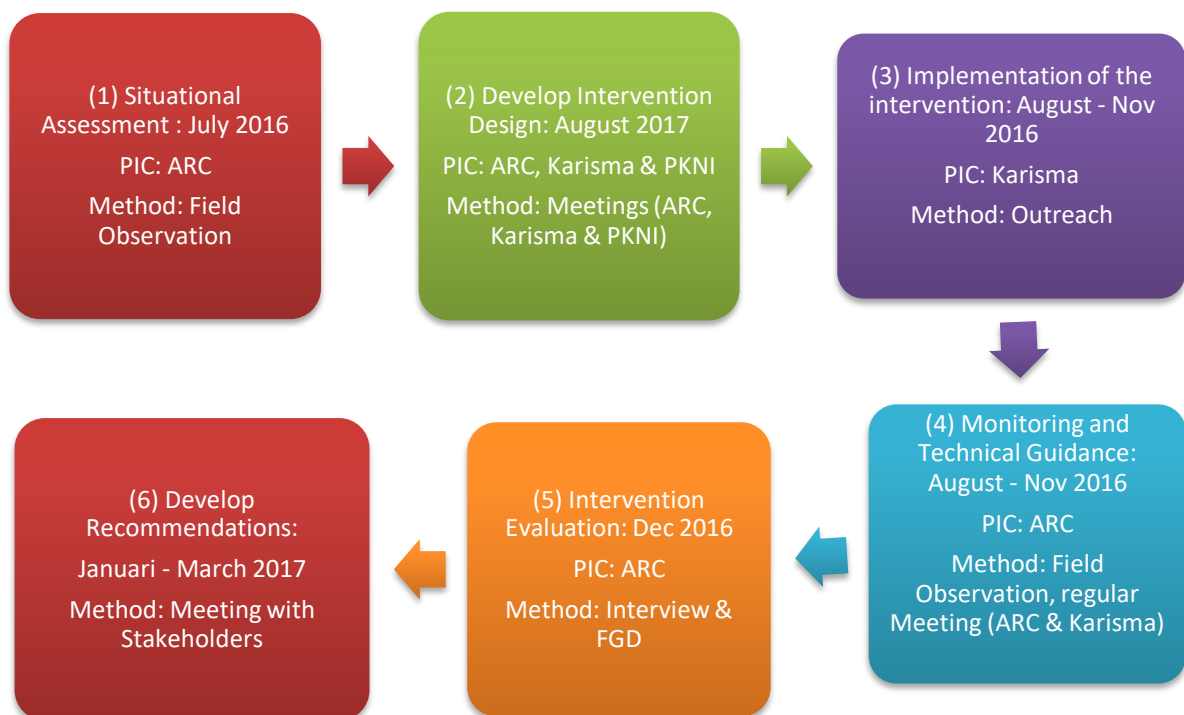 (1) Situational
Assessment : July 2016
PIC: ARC
Method: Field
Observation
(2) Develop Intervention
Design: August 2017
PIC: ARC, Karisma & PKNI
Method: Meetings (ARC,
Karisma & PKNI)
(3) Implementation of the
intervention: August - Nov
2016
PIC: Karisma
Method: Outreach
(4) Monitoring and
Technical Guidance:
August - Nov 2016
PIC: ARC
Method: Field
Observation, regular
Meeting (ARC & Karisma)
(5) Intervention
Evaluation: Dec 2016
PIC: ARC
Method: Interview &
FGD
(6) Develop
Recommendations:
Januari - March 2017
Method: Meeting with
Stakeholders